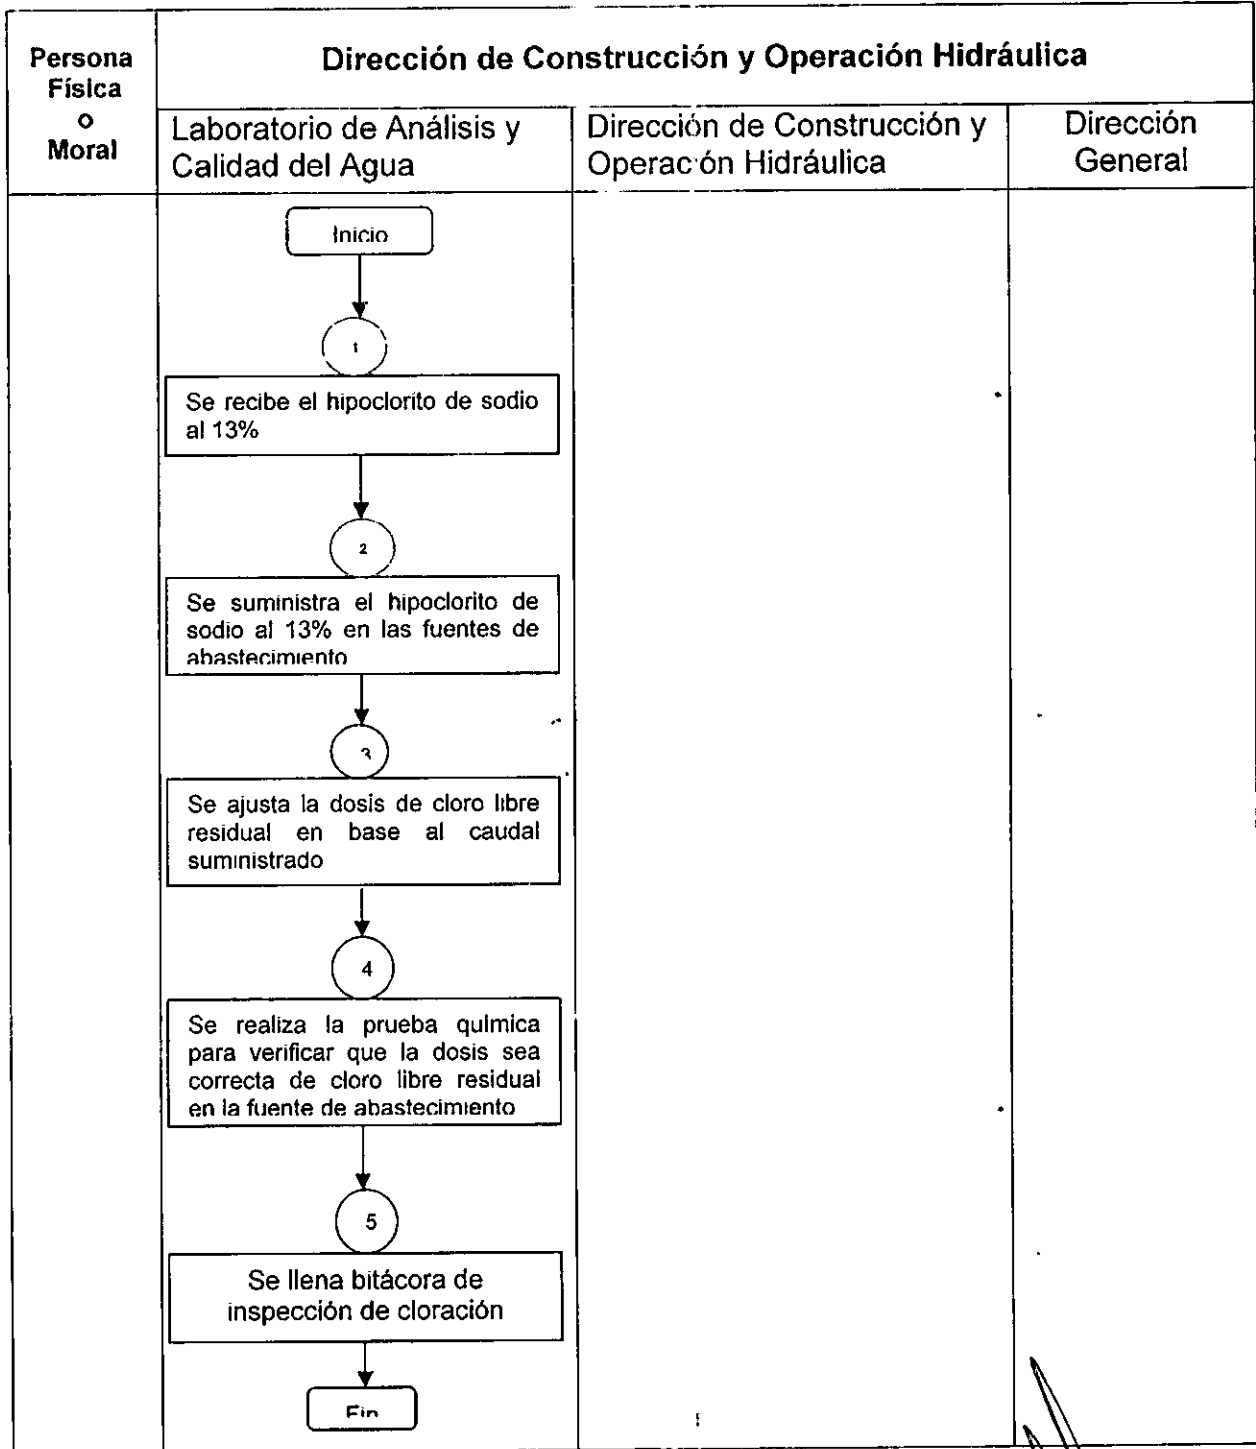 Persona
Física
o
Moral
Dirección de Construcción y Operación Hidráulica
Laboratorio de Análisis y
Calidad del Agua
Dirección de Construcción y
Operación Hidráulica
Dirección
General
Inicio
1
Se recibe el hipoclorito de sodio
al 13%
2
Se suministra el hipoclorito de
sodio al 13% en las fuentes de
abastecimiento
3
Se ajusta la dosis de cloro libre
residual en base al caudal
suministrado
4
Se realiza la prueba química
para verificar que la dosis sea
correcta de cloro libre residual
en la fuente de abastecimiento
5
Se llena bitácora de
inspección de cloración
Fin